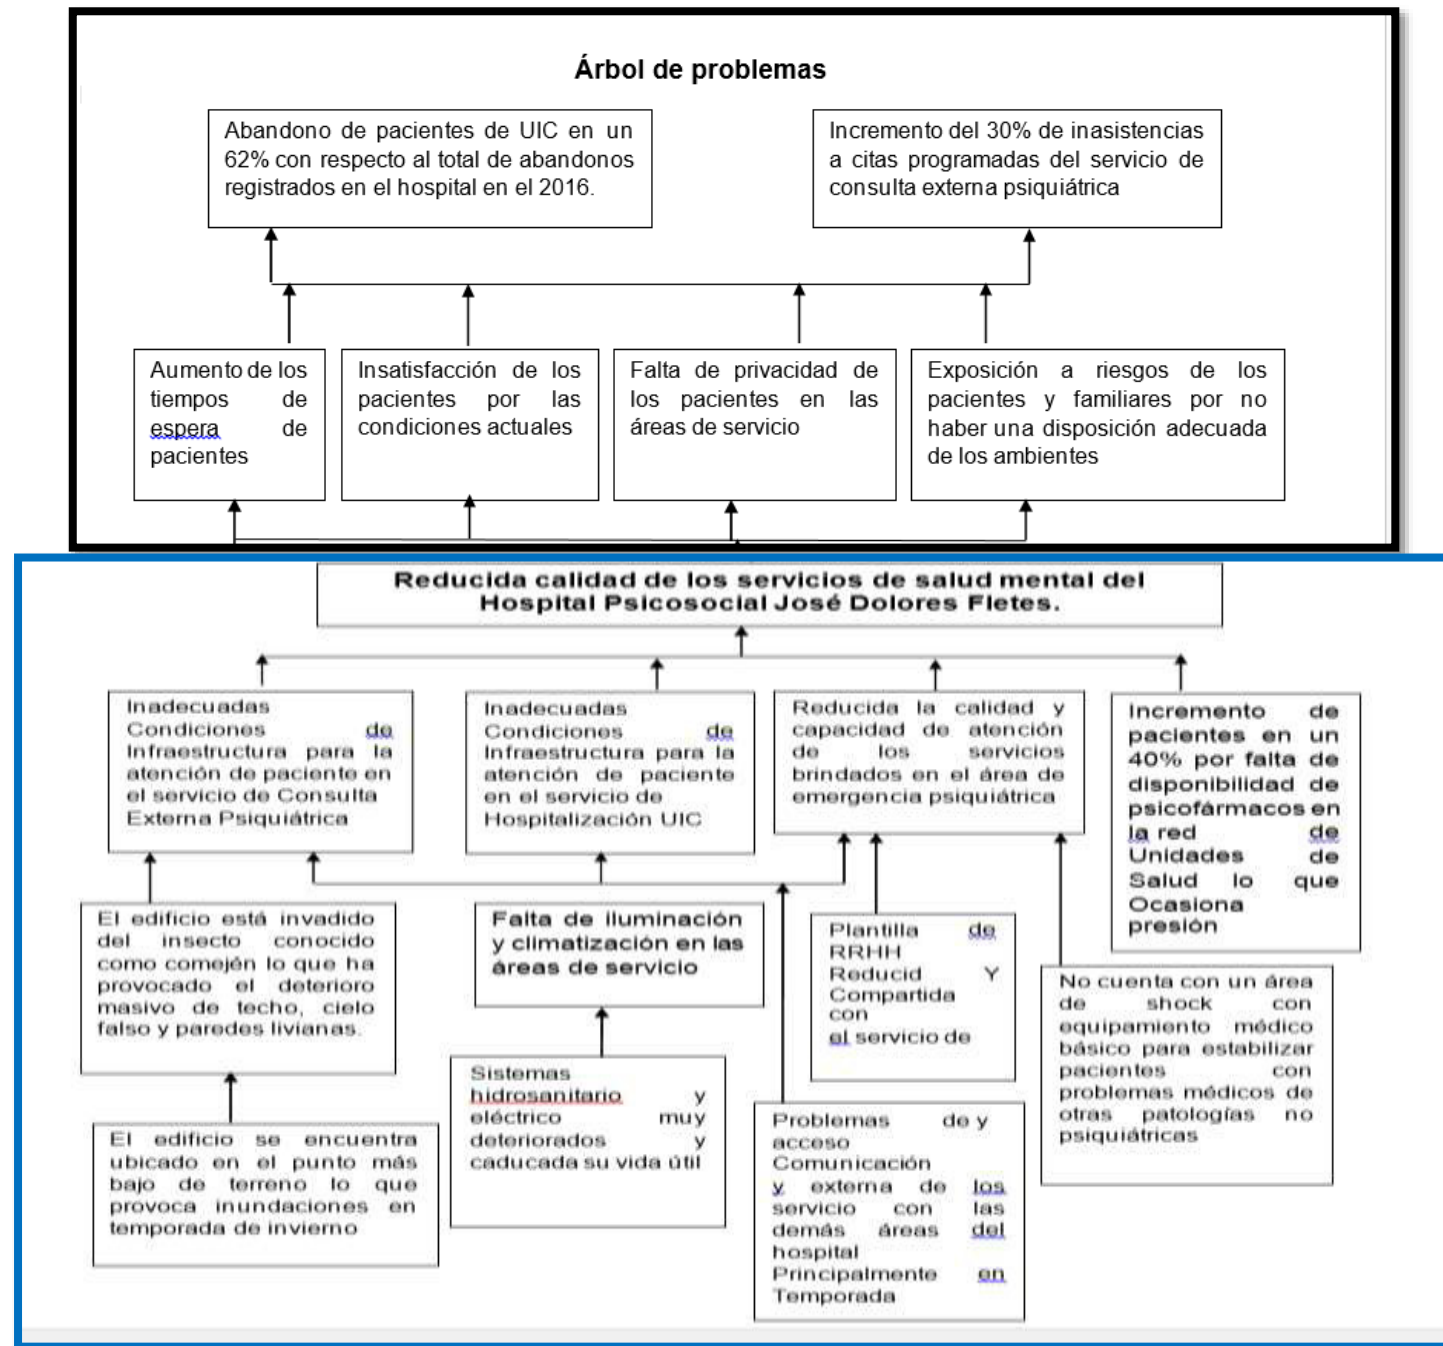 Árbol de problemas
Abandono de pacientes de UIC en un
62% con respecto al total de abandonos
registrados en el hospital en el 2016.
Incremento del 30% de inasistencias
a citas programadas del servicio de
consulta externa psiquiátrica
Aumento de los
tiempos de
espera de
pacientes
Insatisfacción de los
pacientes por las
condiciones actuales
Falta de privacidad de
los pacientes en las
áreas de servicio
Exposición a riesgos de los
pacientes y familiares por no
haber una disposición adecuada
de los ambientes
Reducida calidad de los servicios de salud mental del
Hospital Psicosocial José Dolores Fletes.
Inadecuadas
Condiciones de
Infraestructura para la
atención de paciente en
el servicio de Consulta
Externa Psiquiátrica
Inadecuadas
Condiciones de
Infraestructura para la
atención de paciente
en el servicio de
Hospitalización UIC
Reducida la calidad y
capacidad de atención
de los servicios
brindados en el área de
emergencia psiquiátrica
Incremento de
pacientes en un
40% por falta de
disponibilidad de
psicofármacos en
la red de
Unidades de
Salud lo que
Ocasiona
presión
El edificio está invadido
del insecto conocido
como comején lo que ha
provocado el deterioro
masivo de techo, cielo
falso y paredes livianas.
Falta de iluminación
y climatización en las
áreas de servicio
Plantilla de
RRHH
Reducid Y
Compartida
con
el servicio de
No cuenta con un área
de shock con
equipamiento médico
básico para estabilizar
pacientes con
problemas médicos de
otras patologías no
psiquiátricas
Sistemas
hidrosanitario y
eléctrico muy
deteriorados y
caducada su vida útil
El edificio se encuentra
ubicado en el punto más
bajo de terreno lo que
provoca inundaciones en
temporada de invierno
Problemas de y
acceso
Comunicación
y externa de los
servicio con las
demás áreas del
hospital
Principalmente en
Temporada